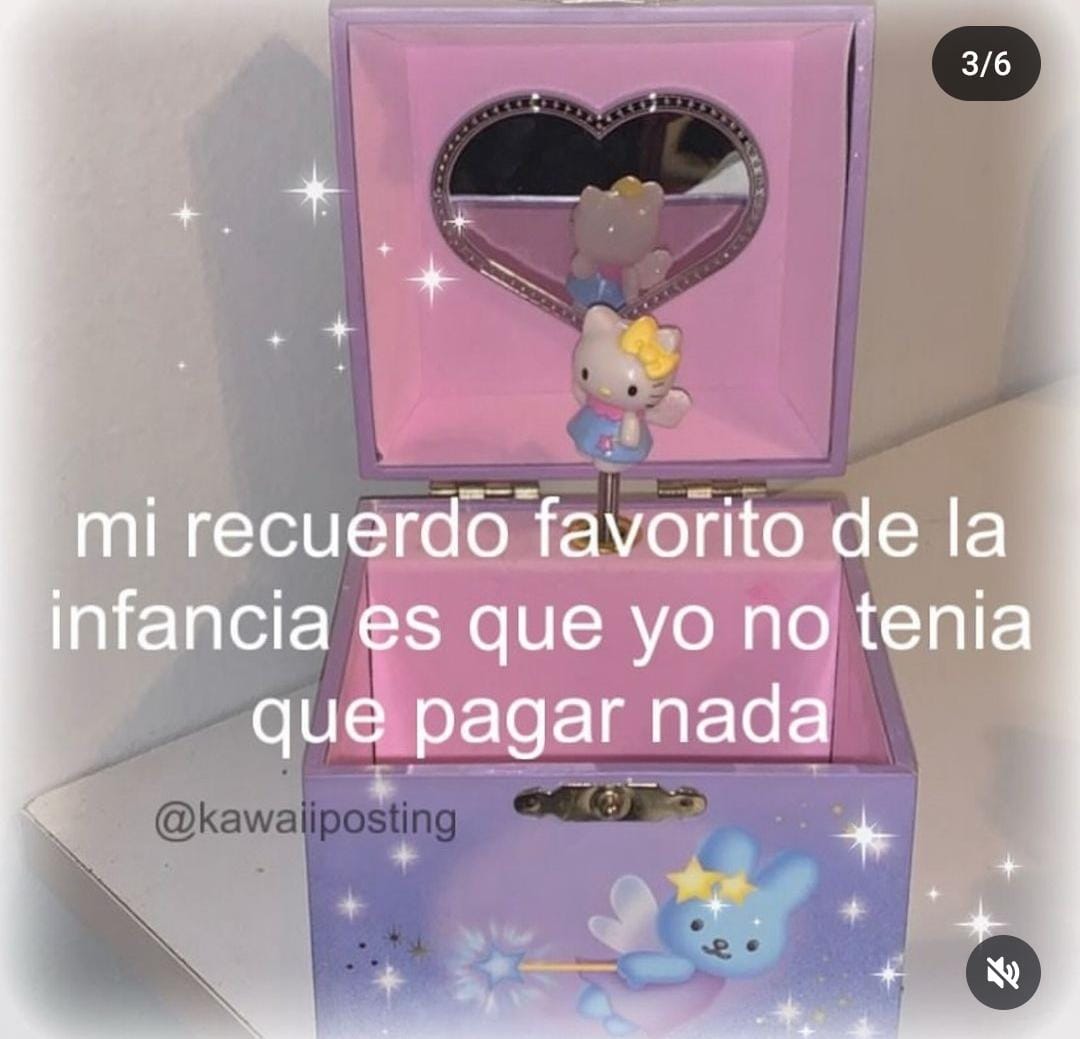 3/6
mi recuerdo favorito de la
infancia es que yo no tenia
que pagar nada
@kawaiiposting